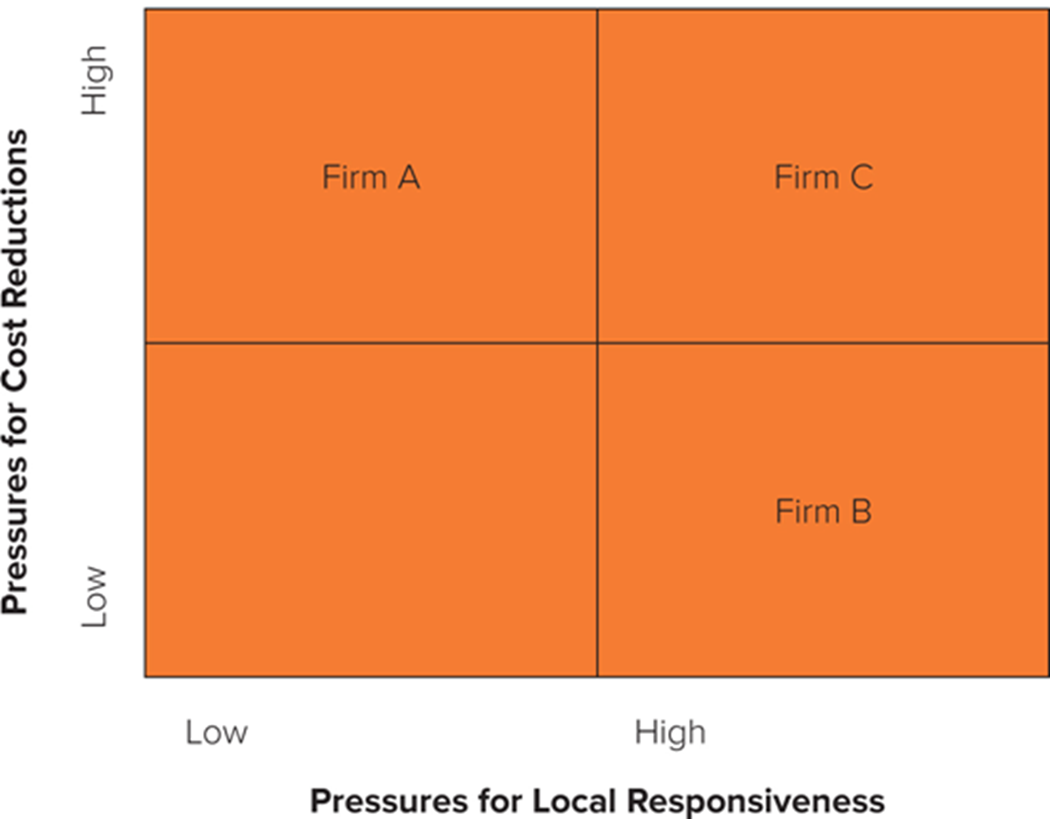 Pressures for Cost Reductions
High
Low
Firm A
Firm C
Firm B
Low
High
Pressures for Local Responsiveness